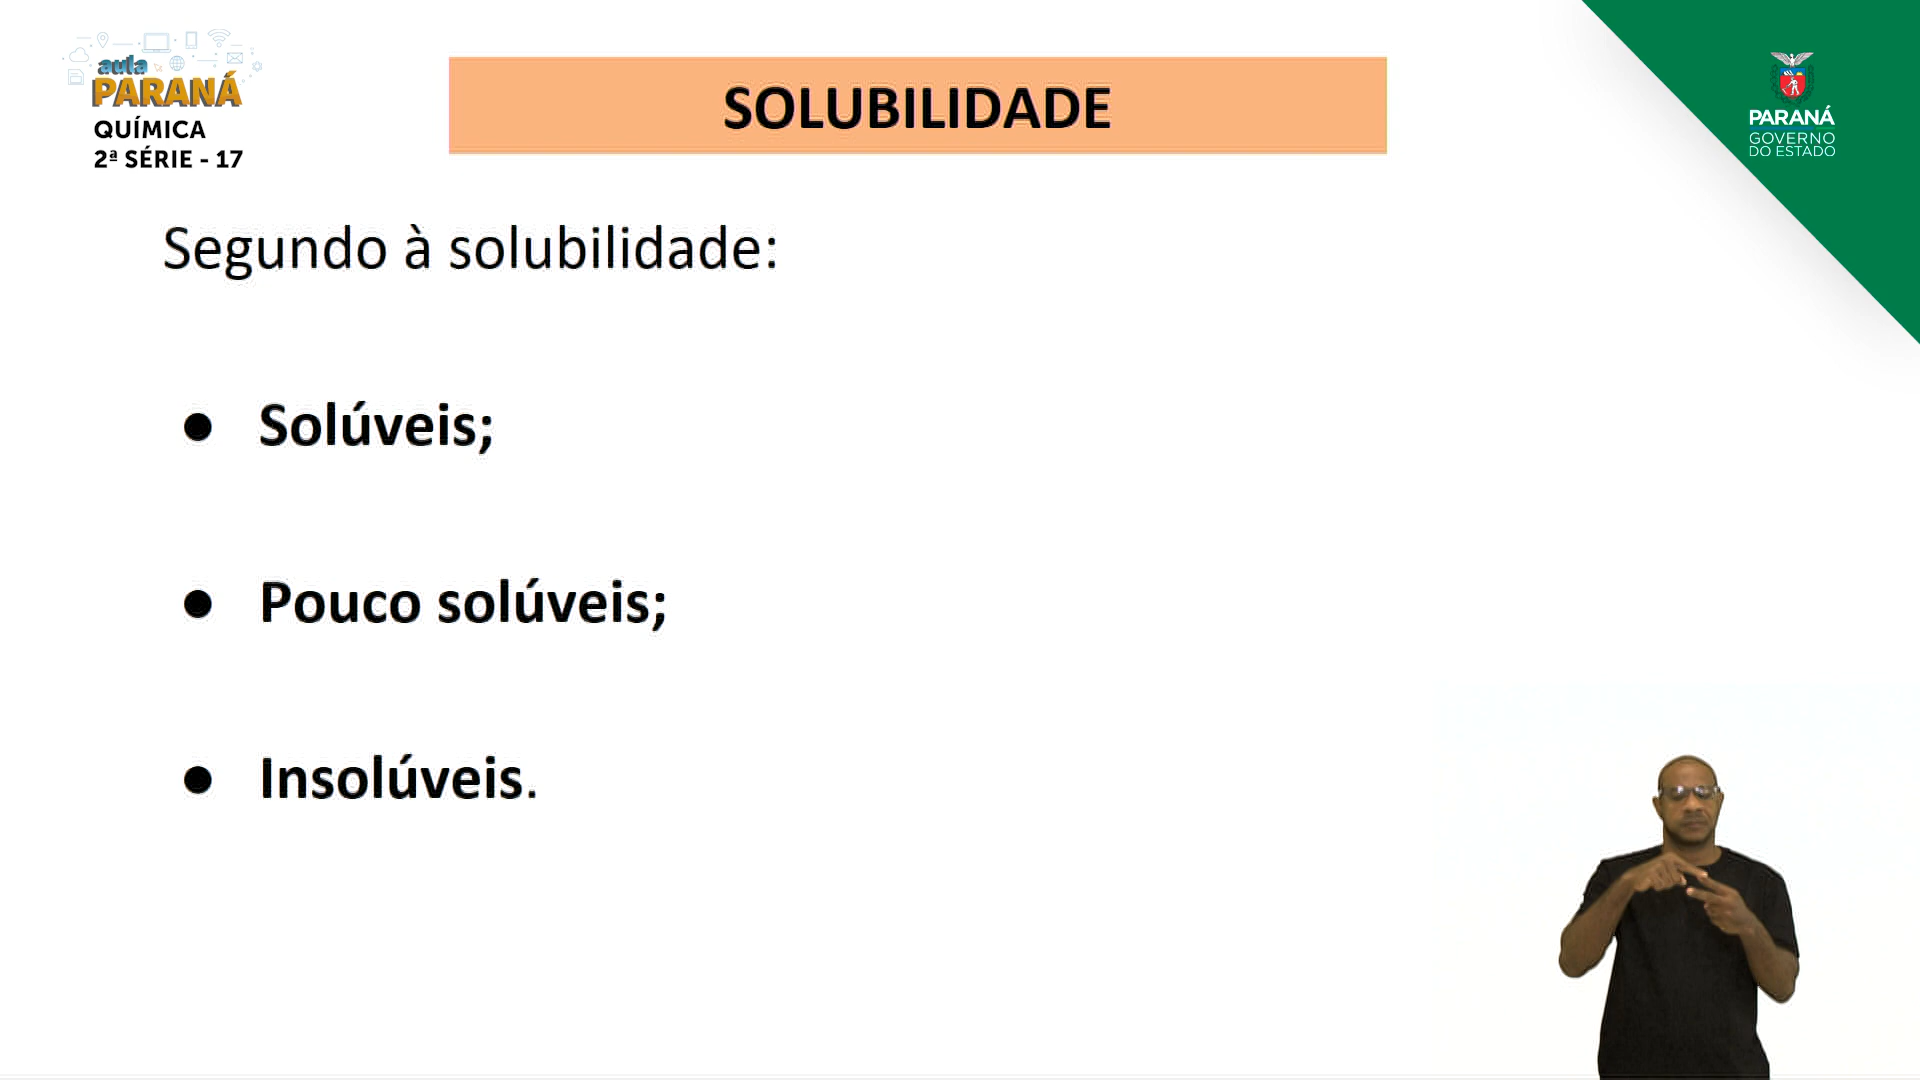 aula
PARANÁ
QUÍMICA
2ª SÉRIE - 17
SOLUBILIDADE
PARANÁ
GOVERNO
DO ESTADO
Segundo à solubilidade:
● Solúveis;
● Pouco solúveis;
● Insolúveis.